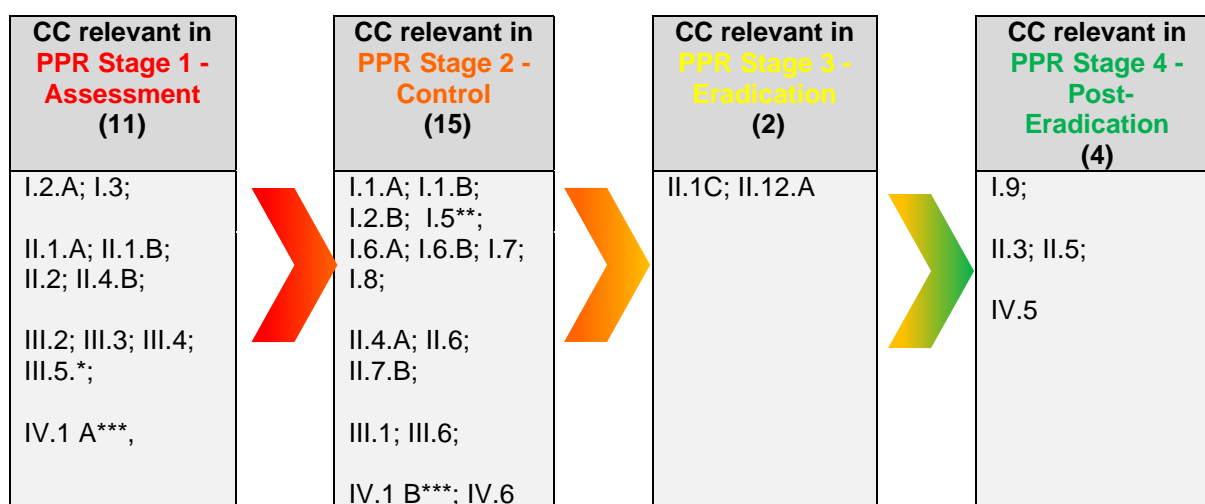 CC relevant in
PPR Stage 1 -
Assessment
(11)
I.2.A; I.3;
II.1.A; II.1.B;
II.2; II.4.B;
III.2; III.3; III.4;
III.5.*;
IV.1 A***,
CC relevant in
PPR Stage 2 -
Control
(15)
I.1.A; I.1.B;
I.2.B;  I.5**;
I.6.A; I.6.B; I.7;
I.8;
II.4.A; II.6;
II.7.B;
III.1; III.6;
IV.1 B***; IV.6
CC relevant in
PPR Stage 3 -
Eradication
(2)
II.1C; II.12.A
CC relevant in
PPR Stage 4 -
Post-
Eradication
(4)
I.9;
II.3; II.5;
IV.5